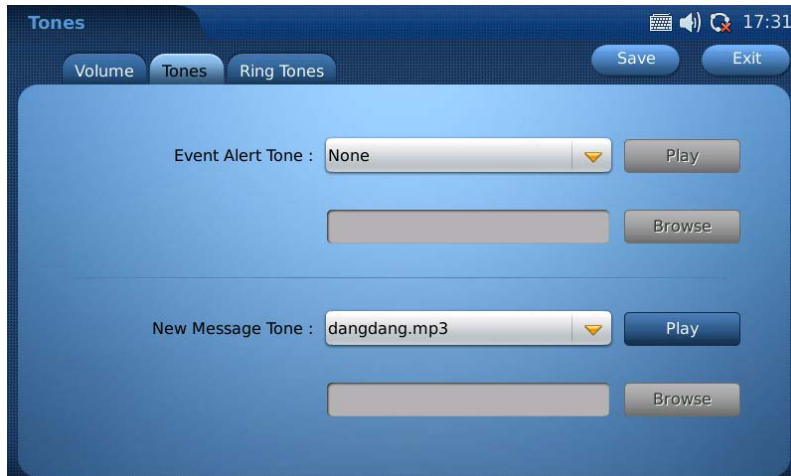 Tones 17:31
Save Exit
Volume Tones Ring Tones
Event Alert Tone : None Play
Browse
New Message Tone : dangdang.mp3 Play
Browse